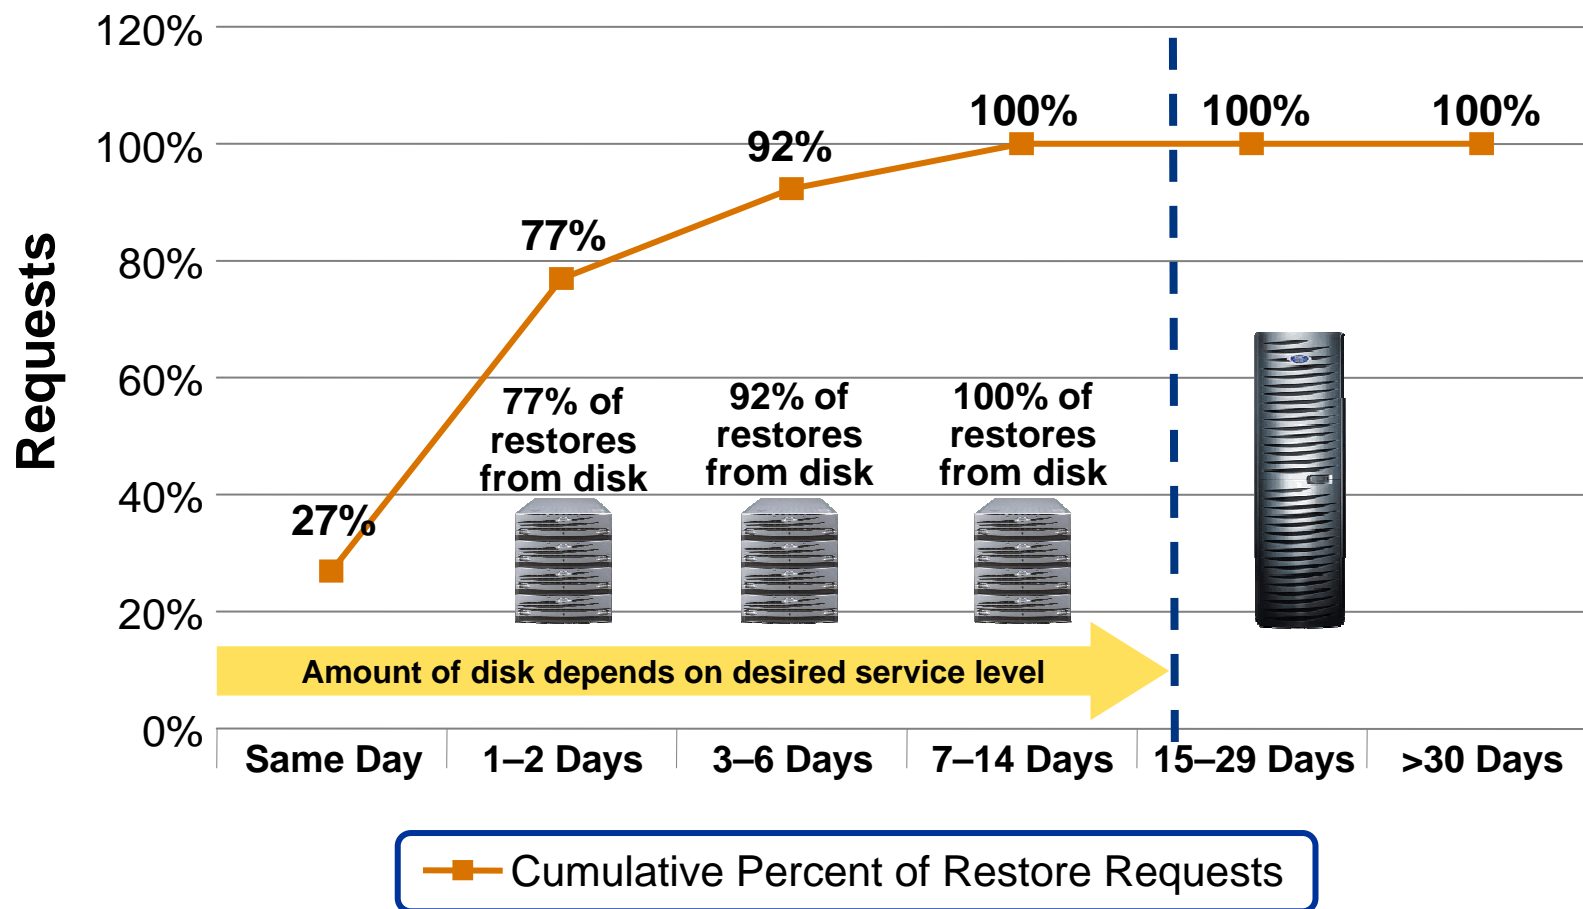 120%
100%
80%
60%
40%
20%
0%
Requests
27%
77%
92%
100%
100%
100%
77% of
restores
from disk
92% of
restores
from disk
100% of
restores
from disk
Amount of disk depends on desired service level
Same Day
1–2 Days
3–6 Days
7–14 Days
15–29 Days
>30 Days
Cumulative Percent of Restore Requests